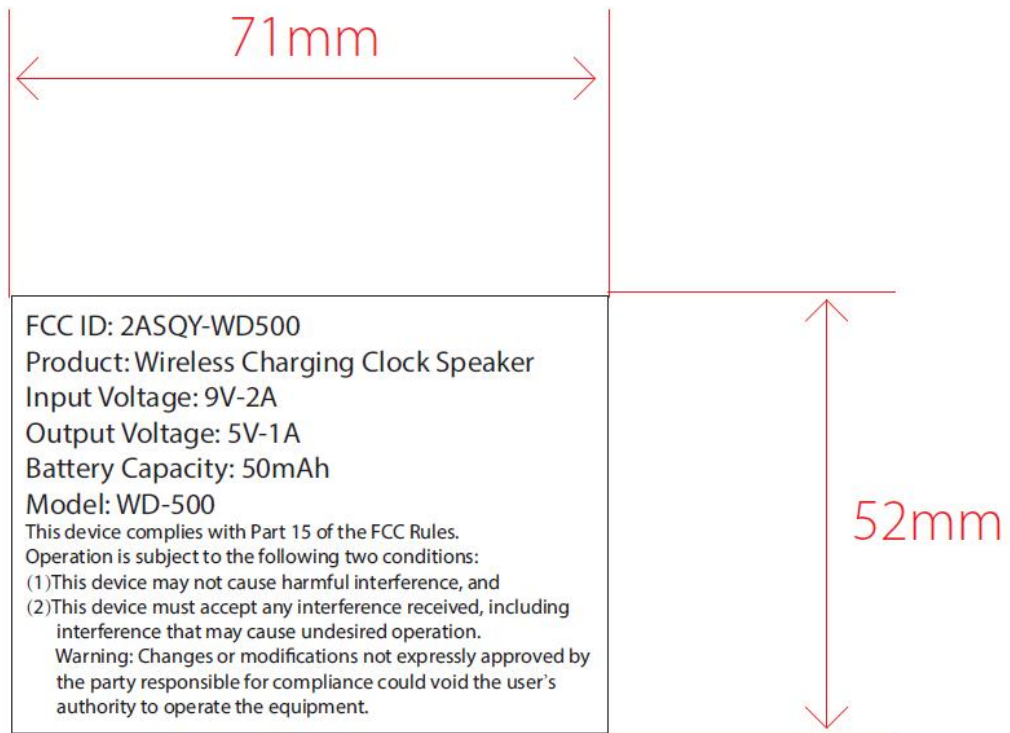 71mm
FCC ID: 2ASQY-WD500
Product: Wireless Charging Clock Speaker
Input Voltage: 9V-2A
Output Voltage: 5V-1A
Battery Capacity: 50mAh
Model: WD-500
This device complies with Part 15 of the FCC Rules.
Operation is subject to the following two conditions:
(1)This device may not cause harmful interference, and
(2)This device must accept any interference received, including
interference that may cause undesired operation.
Warning: Changes or modifications not expressly approved by
the party responsible for compliance could void the user's
authority to operate the equipment.
52mm